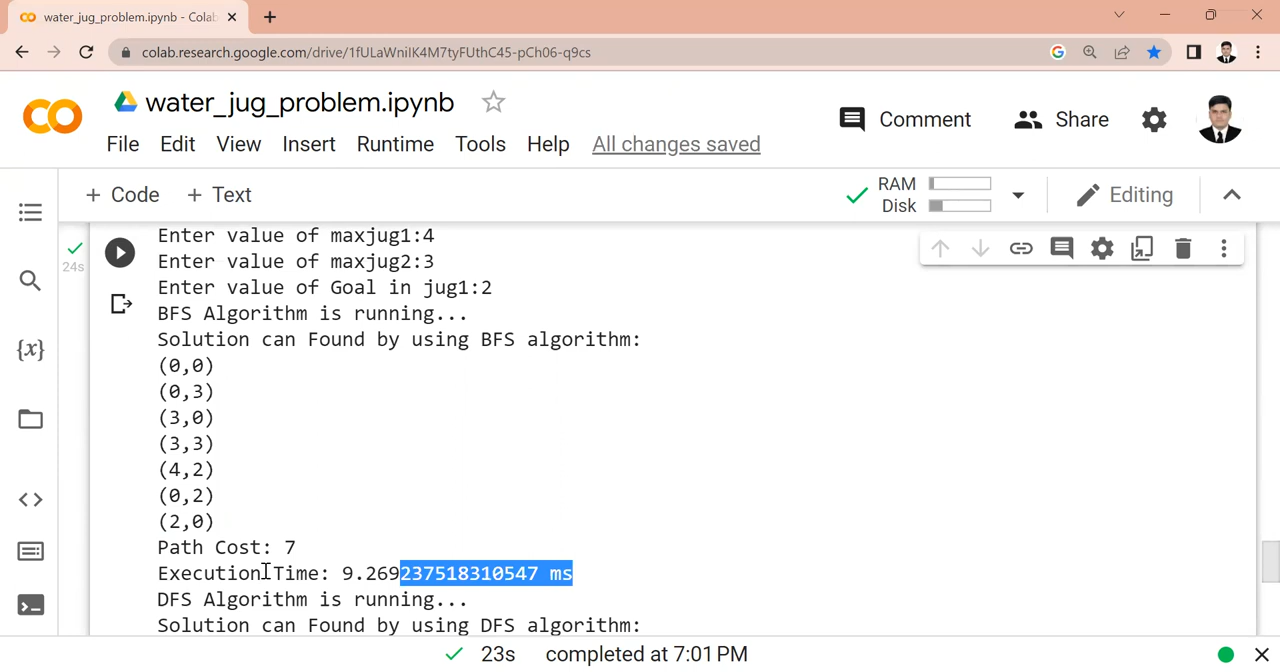 water_jug_problem.ipynb - Colab
colab.research.google.com/drive/1fULaWnilK4M7tyFUthC45-pCh06-q9cs
water_jug_problem.ipynb
Comment
Share
File Edit View Insert Runtime Tools Help All changes saved
+ Code + Text
RAM
Disk
Editing
24s
Enter value of maxjug1:4
Enter value of maxjug2:3
Enter value of Goal in jug1:2
BFS Algorithm is running...
Solution can Found by using BFS algorithm:
(0,0)
(0,3)
(3,0)
(3,3)
(4,2)
(0,2)
(2,0)
Path Cost: 7
Execution Time: 9.269237518310547 ms
DFS Algorithm is running...
Solution can Found by using DFS algorithm:
{x}
23s completed at 7:01 PM